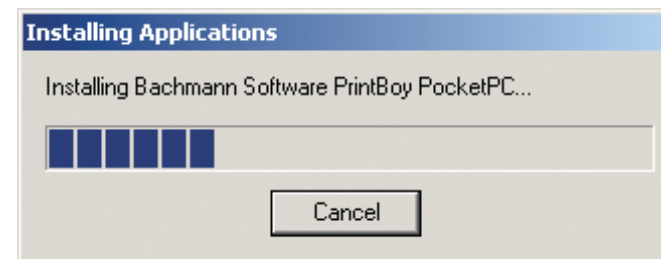 Installing Applications
Installing Bachmann Software PrintBoy PocketPC...
Cancel